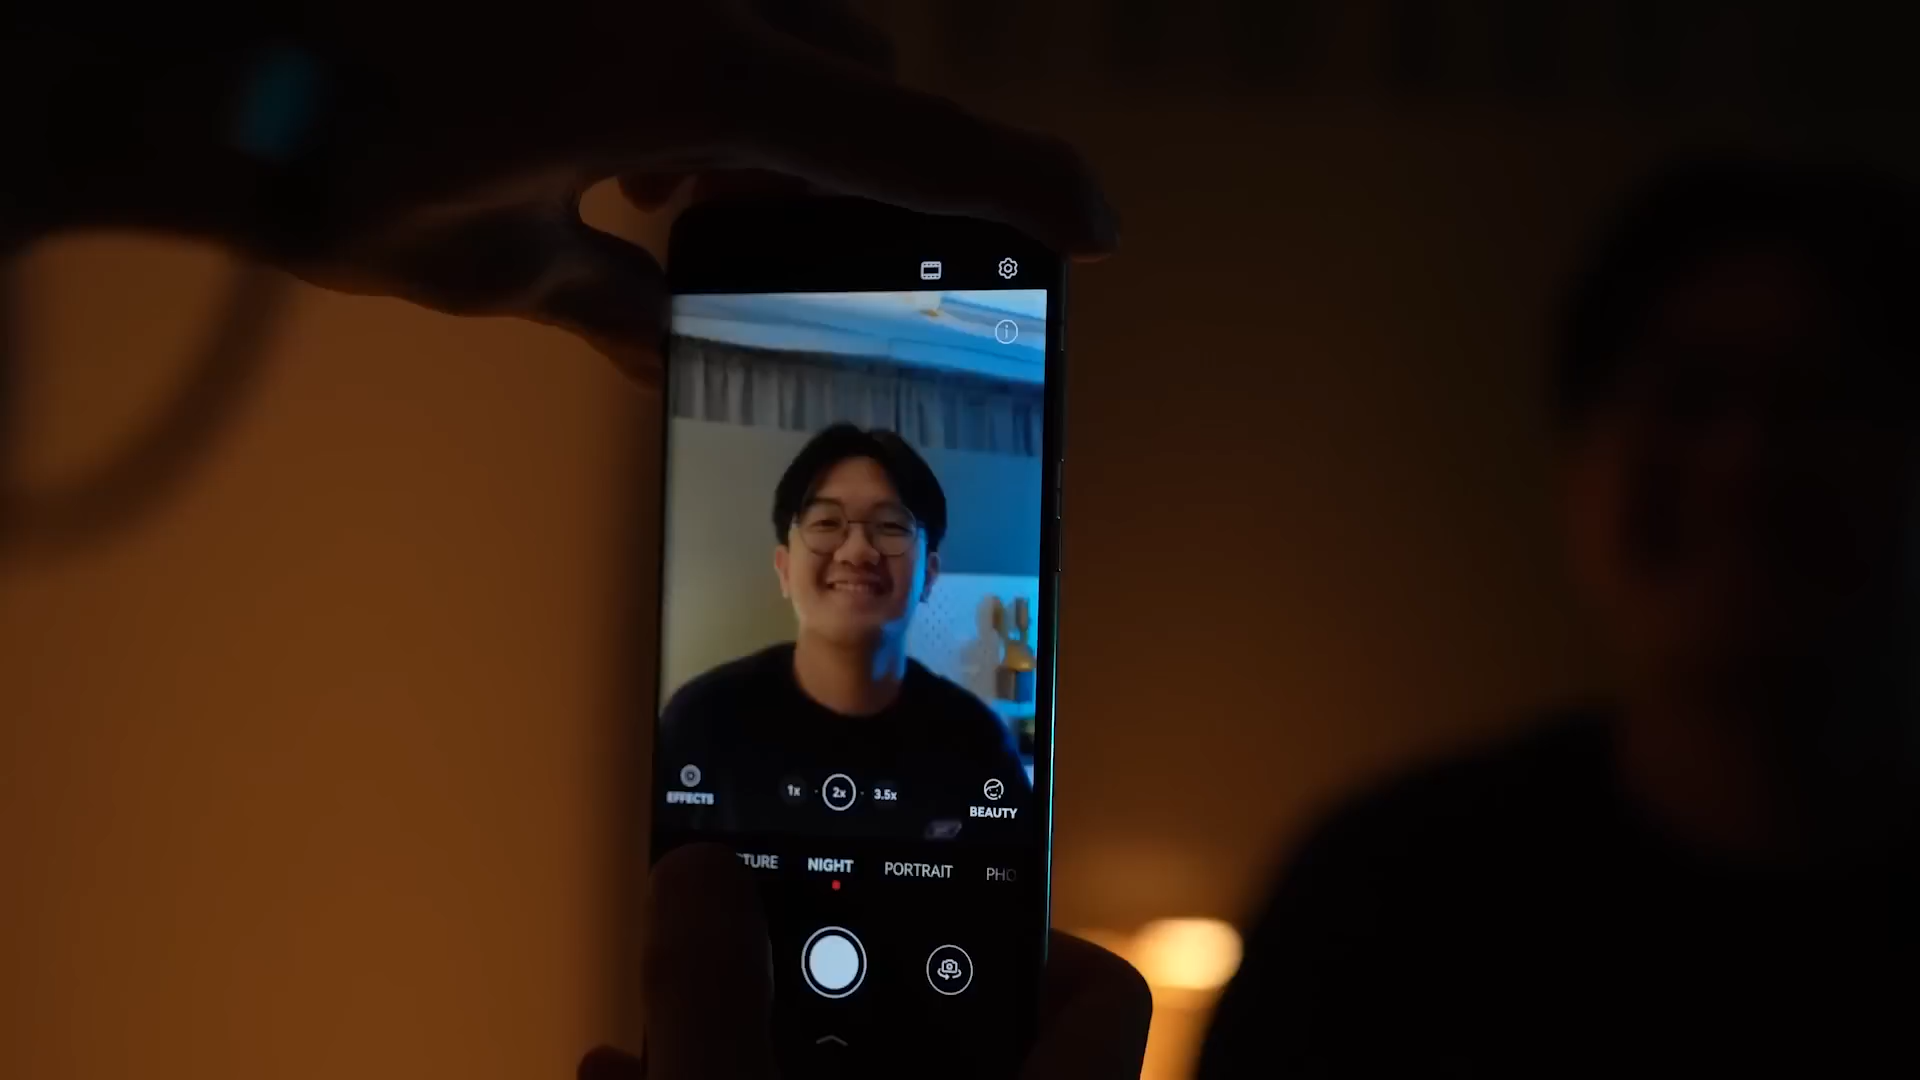 1x 2x 3.5x
EFFECTS
BEAUTY
TURE NIGHT PORTRAIT PHO